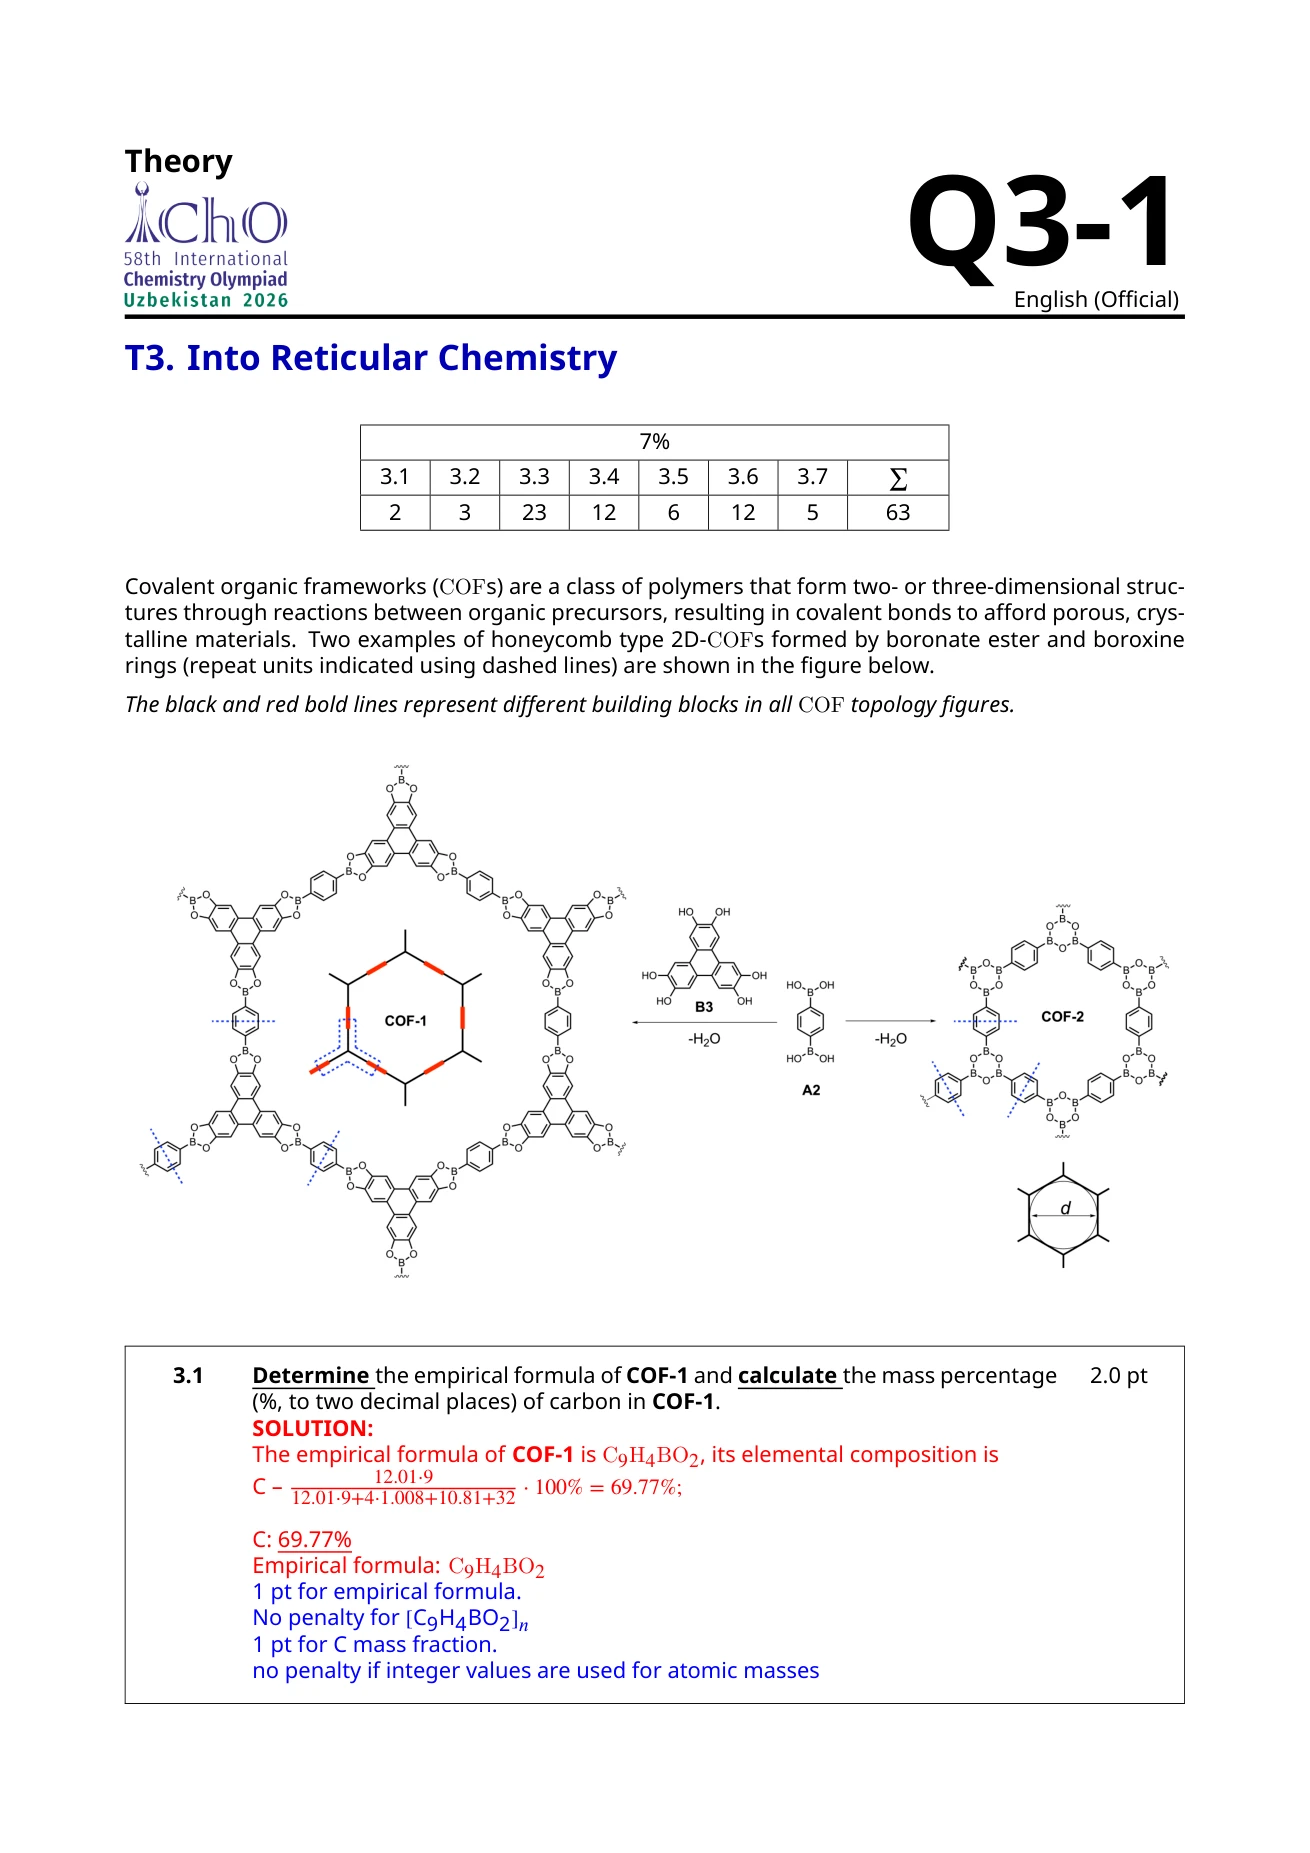 Theory
IChO
58th International
Chemistry Olympiad
Uzbekistan 2026
Q3-1
English (Official)
T3. Into Reticular Chemistry
7%
3.1 3.2 3.3 3.4 3.5 3.6 3.7 ∑
2 3 23 12 6 12 5 63
Covalent organic frameworks (COFs) are a class of polymers that form two- or three-dimensional struc-
tures through reactions between organic precursors, resulting in covalent bonds to afford porous, crys-
talline materials. Two examples of honeycomb type 2D-COFs formed by boronate ester and boroxine
rings (repeat units indicated using dashed lines) are shown in the figure below.
The black and red bold lines represent different building blocks in all COF topology figures.
COF-1
HO OH
HO OH
HO OH
B3
-H₂O
HO B OH
HO B OH
A2
-H₂O
COF-2
d
3.1 Determine the empirical formula of COF-1 and calculate the mass percentage 2.0 pt
(%, to two decimal places) of carbon in COF-1.
SOLUTION:
The empirical formula of COF-1 is C₉H₄BO₂, its elemental composition is
C – 12.01·9 / 12.01·9+4·1.008+10.81+32 · 100% = 69.77%;
C: 69.77%
Empirical formula: C₉H₄BO₂
1 pt for empirical formula.
No penalty for [C₉H₄BO₂]ₙ
1 pt for C mass fraction.
no penalty if integer values are used for atomic masses